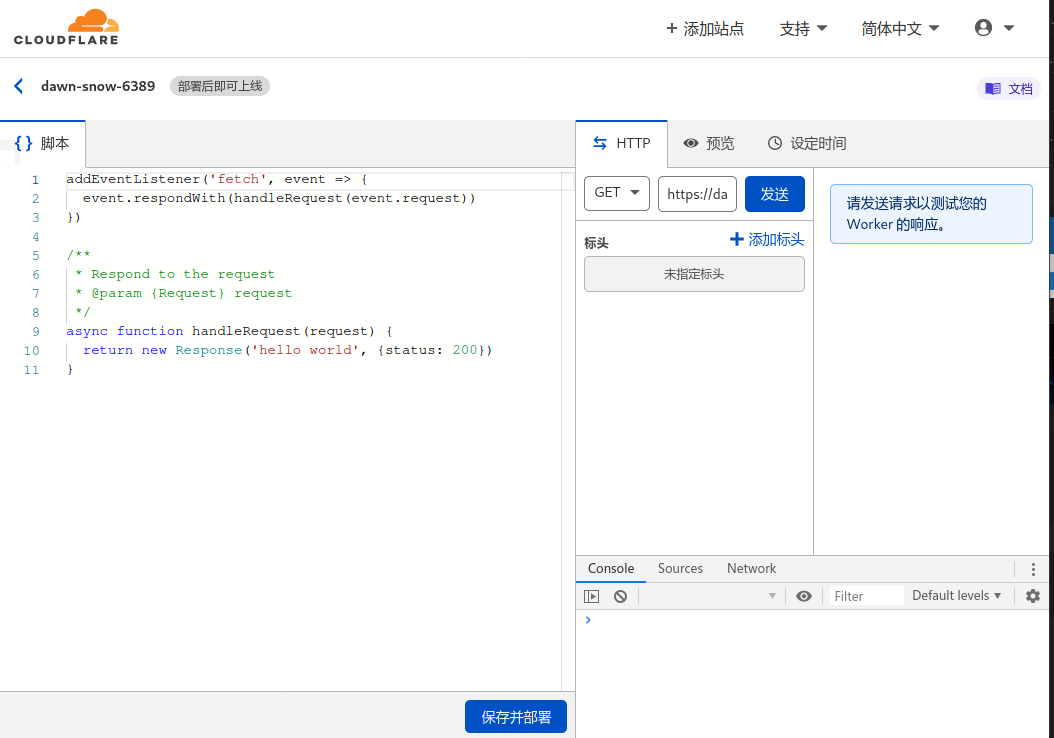 CLOUDFLARE
+ 添加站点 支持 简体中文
dawn-snow-6389 部署后即可上线
文档
{} 脚本
HTTP 预览 设定时间
1 addEventListener('fetch', event => {
2   event.respondWith(handleRequest(event.request))
3 })
4
5 /**
6  * Respond to the request
7  * @param {Request} request
8  */
9 async function handleRequest(request) {
10   return new Response('hello world', {status: 200})
11 }
保存并部署
GET https://da 发送
标头 + 添加标头
未指定标头
请发送请求以测试您的
Worker 的响应。
Console Sources Network
Filter Default levels